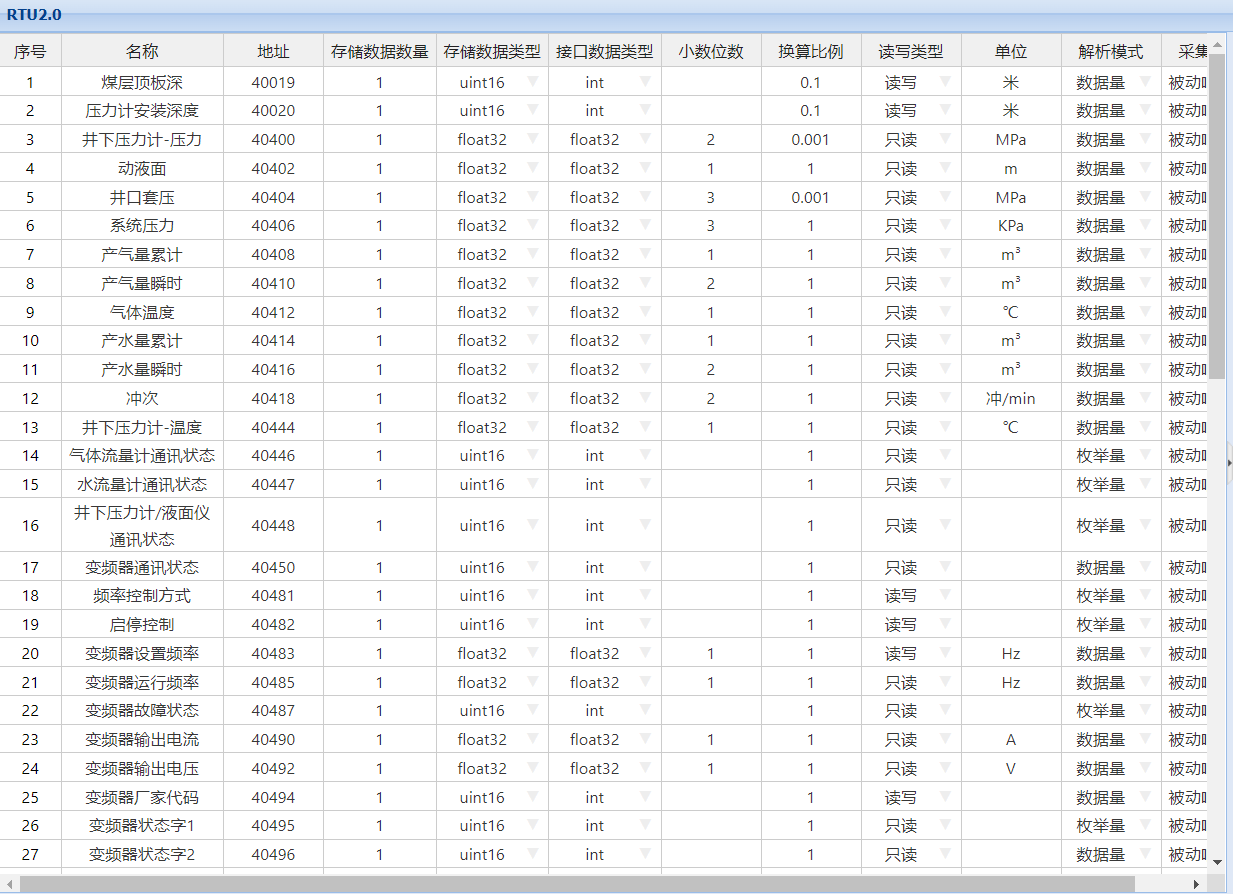 RTU2.0
序号 名称 地址 存储数据数量 存储数据类型 接口数据类型 小数位数 换算比例 读写类型 单位 解析模式 采集
1 煤层顶板深 40019 1 uint16 int 0.1 读写 米 数据量 被动
2 压力计安装深度 40020 1 uint16 int 0.1 读写 米 数据量 被动
3 井下压力计-压力 40400 1 float32 float32 2 0.001 只读 MPa 数据量 被动
4 动液面 40402 1 float32 float32 1 1 只读 m 数据量 被动
5 井口套压 40404 1 float32 float32 3 0.001 只读 MPa 数据量 被动
6 系统压力 40406 1 float32 float32 3 1 只读 KPa 数据量 被动
7 产气量累计 40408 1 float32 float32 1 1 只读 m³ 数据量 被动
8 产气量瞬时 40410 1 float32 float32 2 1 只读 m³ 数据量 被动
9 气体温度 40412 1 float32 float32 1 1 只读 ℃ 数据量 被动
10 产水量累计 40414 1 float32 float32 1 1 只读 m³ 数据量 被动
11 产水量瞬时 40416 1 float32 float32 2 1 只读 m³ 数据量 被动
12 冲次 40418 1 float32 float32 2 1 只读 冲/min 数据量 被动
13 井下压力计-温度 40444 1 float32 float32 1 1 只读 ℃ 数据量 被动
14 气体流量计通讯状态 40446 1 uint16 int 1 只读 枚举量 被动
15 水流量计通讯状态 40447 1 uint16 int 1 只读 枚举量 被动
井下压力计/液面仪
16 40448 1 uint16 int 1 只读 枚举量 被动
通讯状态
17 变频器通讯状态 40450 1 uint16 int 1 只读 数据量 被动
18 频率控制方式 40481 1 uint16 int 1 读写 枚举量 被动
19 启停控制 40482 1 uint16 int 1 读写 枚举量 被动
20 变频器设置频率 40483 1 float32 float32 1 1 读写 Hz 数据量 被动
21 变频器运行频率 40485 1 float32 float32 1 1 只读 Hz 数据量 被动
22 变频器故障状态 40487 1 uint16 int 1 只读 枚举量 被动
23 变频器输出电流 40490 1 float32 float32 1 1 只读 A 数据量 被动
24 变频器输出电压 40492 1 float32 float32 1 1 只读 V 数据量 被动
25 变频器厂家代码 40494 1 uint16 int 1 读写 数据量 被动
26 变频器状态字1 40495 1 uint16 int 1 只读 枚举量 被动
27 变频器状态字2 40496 1 uint16 int 1 只读 数据量 被动